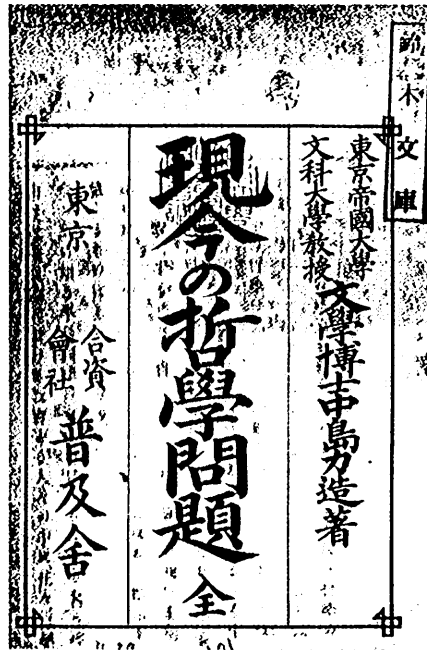 鈴木文庫
東京帝國大學
文科大學教授
文學博士中島力造著
現今の哲學問題
全
東京
合資
會社
普及舍